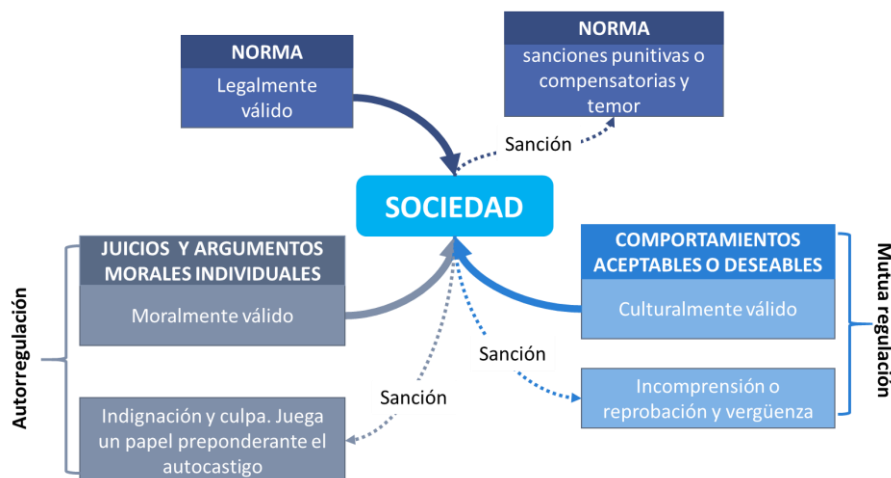 NORMA
Legalmente
válido
NORMA
sanciones punitivas o
compensatorias y
temor
Sanción
SOCIEDAD
JUICIOS Y ARGUMENTOS
MORALES INDIVIDUALES
Moralmente válido
COMPORTAMIENTOS
ACEPTABLES O DESEABLES
Culturalmente válido
Autorregulación
Mutua regulación
Sanción
Sanción
Indignación y culpa. Juega
un papel preponderante el
autocastigo
Incomprensión o
reprobación y vergüenza